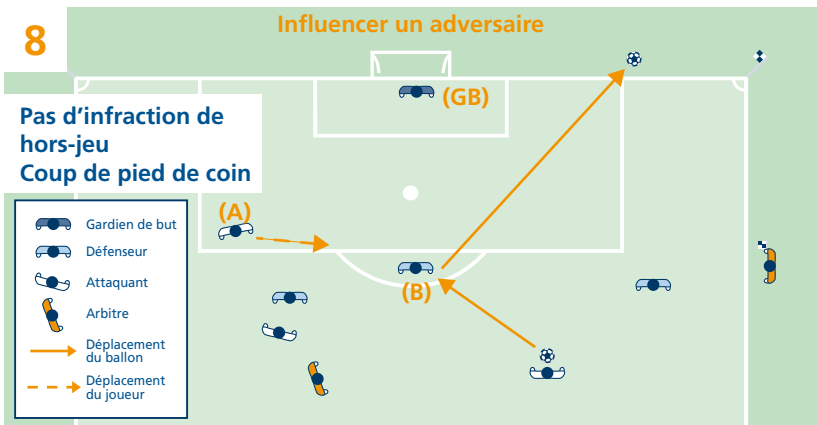 8
Influencer un adversaire
Pas d’infraction de
hors-jeu
Coup de pied de coin
(GB)
(A)
(B)
Gardien de but
Défenseur
Attaquant
Arbitre
Déplacement
du ballon
Déplacement
du joueur